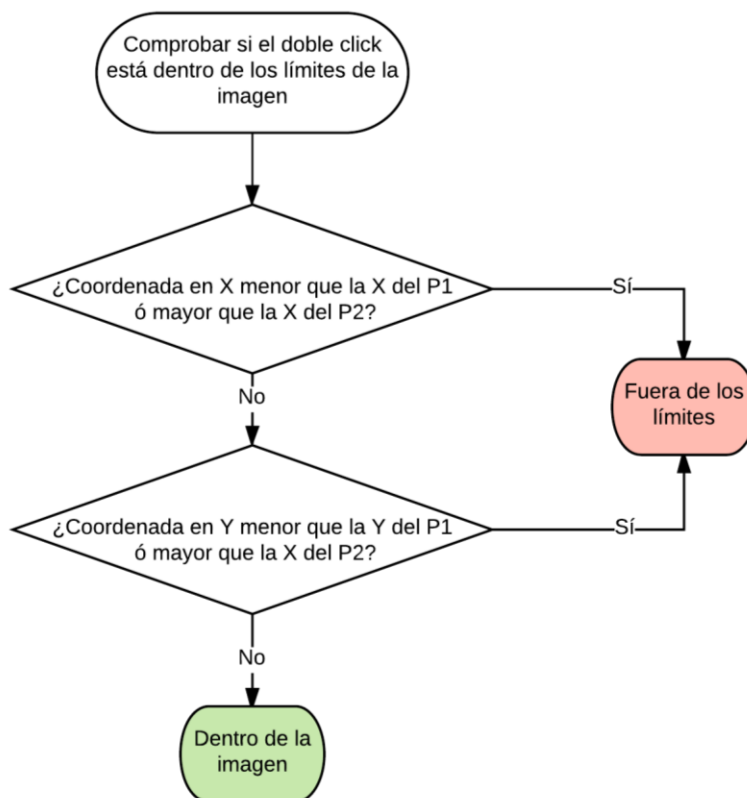 Comprobar si el doble click
está dentro de los límites de la
imagen
¿Coordenada en X menor que la X del P1
ó mayor que la X del P2?
Sí
Fuera de los
límites
No
¿Coordenada en Y menor que la Y del P1
ó mayor que la X del P2?
Sí
No
Dentro de la
imagen